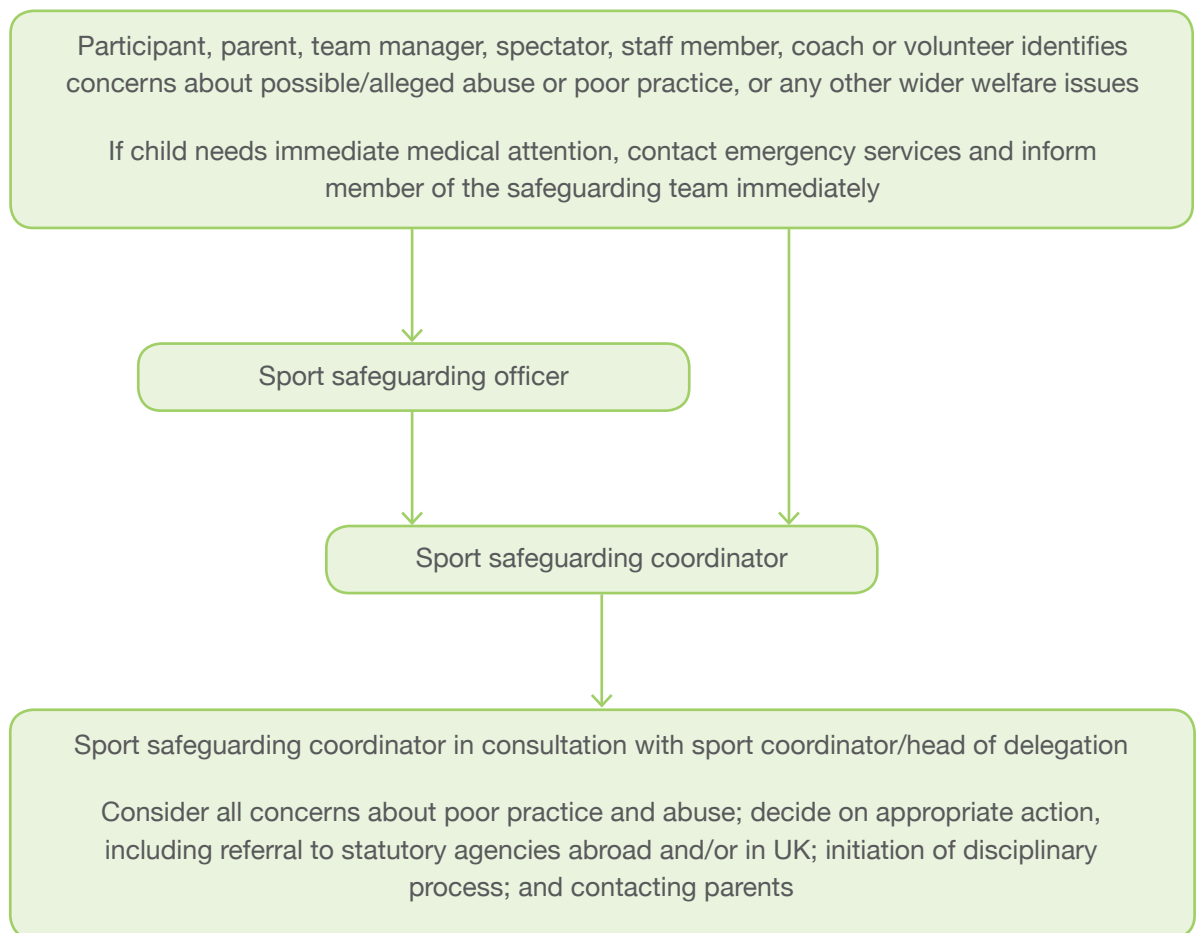 Participant, parent, team manager, spectator, staff member, coach or volunteer identifies
concerns about possible/alleged abuse or poor practice, or any other wider welfare issues
If child needs immediate medical attention, contact emergency services and inform
member of the safeguarding team immediately
Sport safeguarding officer
Sport safeguarding coordinator
Sport safeguarding coordinator in consultation with sport coordinator/head of delegation
Consider all concerns about poor practice and abuse; decide on appropriate action,
including referral to statutory agencies abroad and/or in UK; initiation of disciplinary
process; and contacting parents